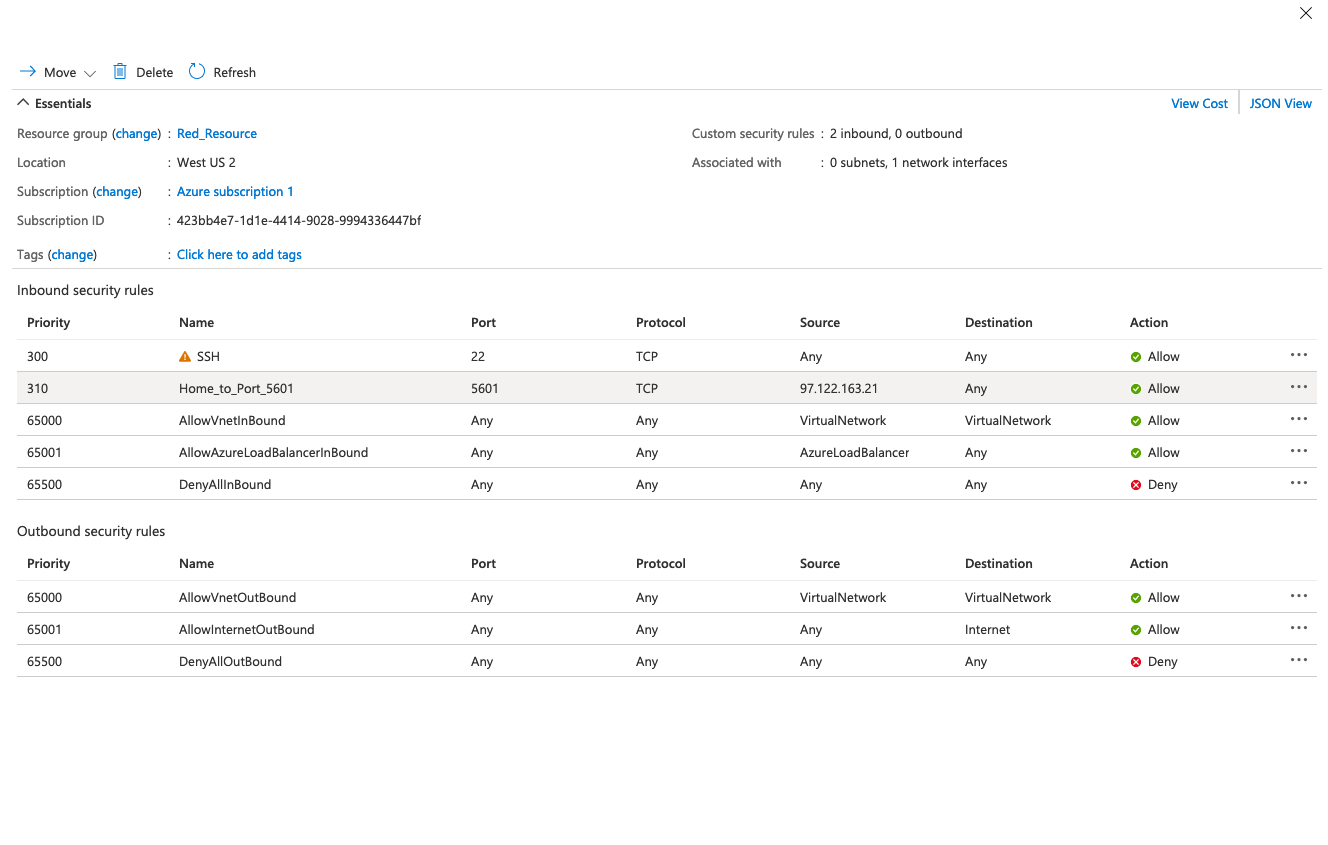 Move Delete Refresh
Essentials View Cost JSON View
Resource group (change) : Red_Resource Custom security rules : 2 inbound, 0 outbound
Location : West US 2 Associated with : 0 subnets, 1 network interfaces
Subscription (change) : Azure subscription 1
Subscription ID : 423bb4e7-1d1e-4414-9028-9994336447bf
Tags (change) : Click here to add tags
Inbound security rules
Priority Name Port Protocol Source Destination Action
300 SSH 22 TCP Any Any Allow ···
310 Home_to_Port_5601 5601 TCP 97.122.163.21 Any Allow ···
65000 AllowVnetInBound Any Any VirtualNetwork VirtualNetwork Allow ···
65001 AllowAzureLoadBalancerInBound Any Any AzureLoadBalancer Any Allow ···
65500 DenyAllInBound Any Any Any Any Deny ···
Outbound security rules
Priority Name Port Protocol Source Destination Action
65000 AllowVnetOutBound Any Any VirtualNetwork VirtualNetwork Allow ···
65001 AllowInternetOutBound Any Any Any Internet Allow ···
65500 DenyAllOutBound Any Any Any Any Deny ···